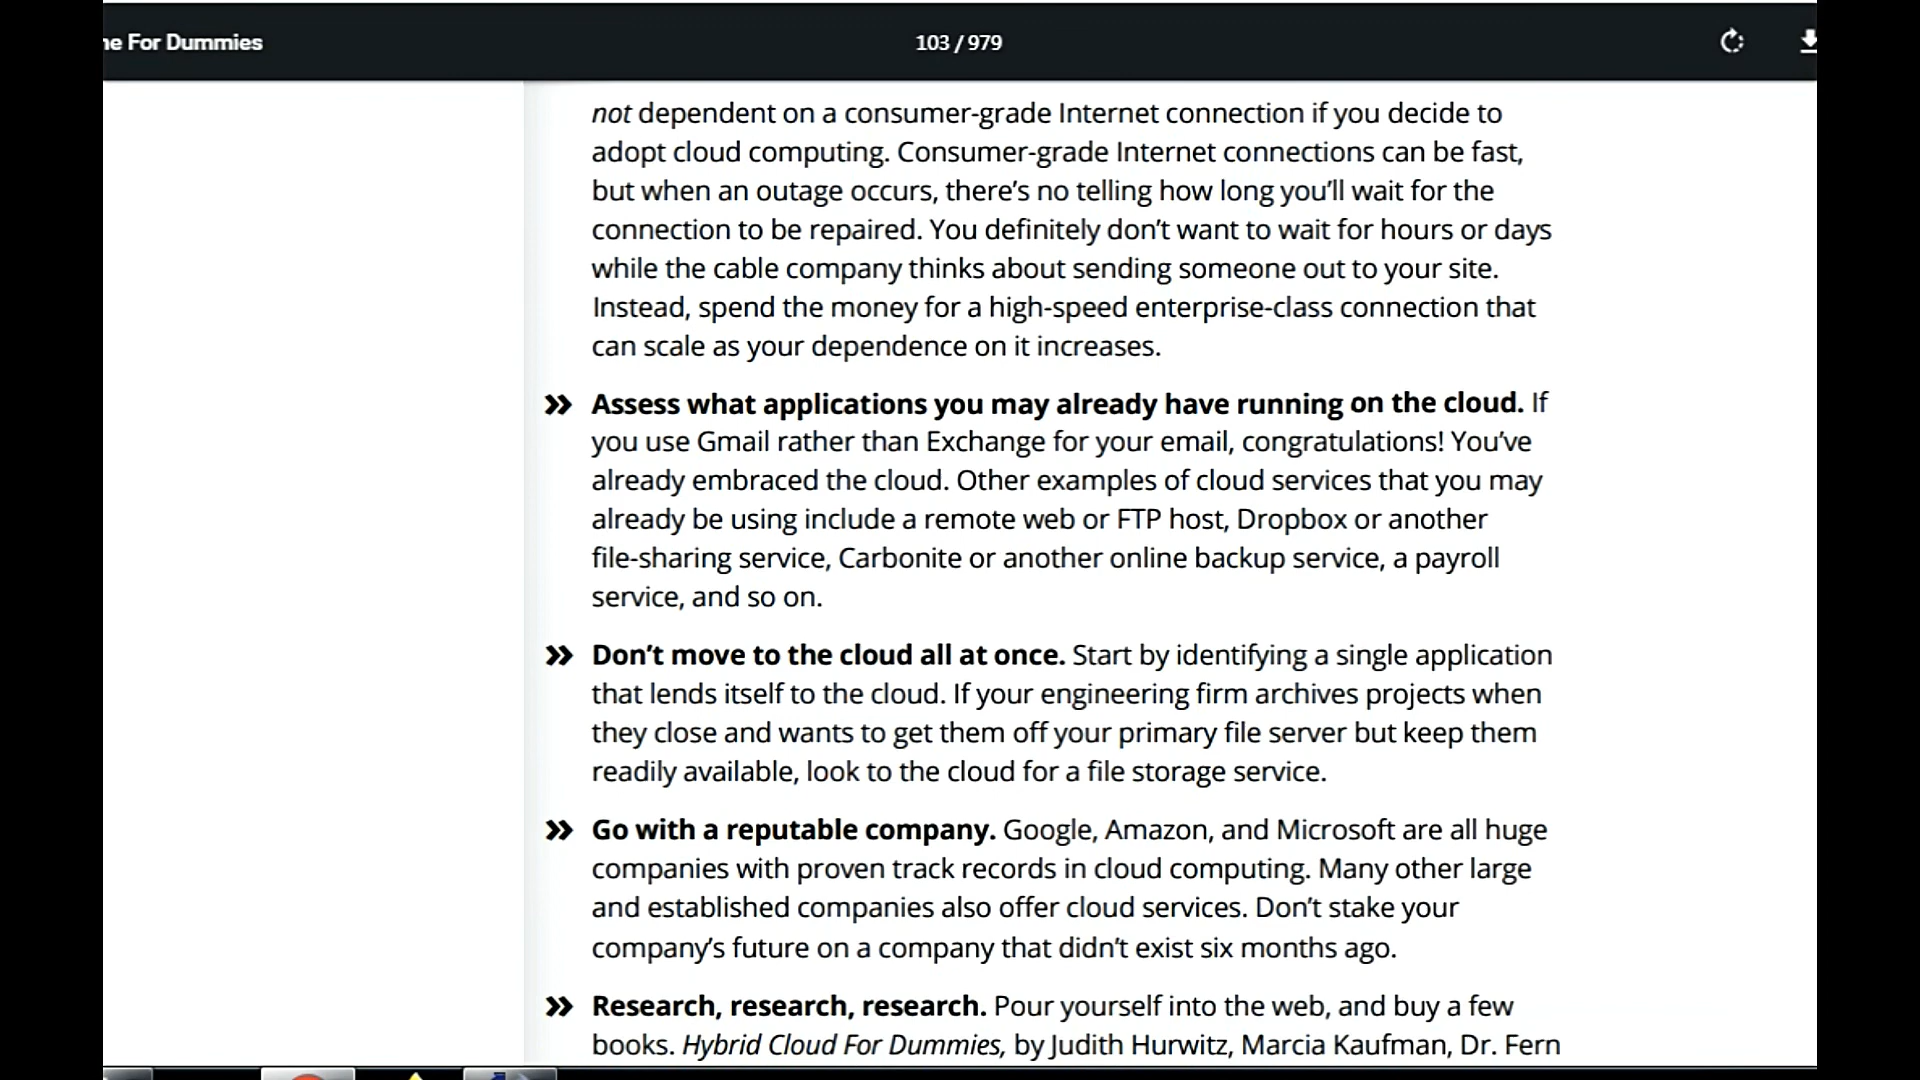 ne For Dummies
103 / 979
not dependent on a consumer-grade Internet connection if you decide to
adopt cloud computing. Consumer-grade Internet connections can be fast,
but when an outage occurs, there’s no telling how long you’ll wait for the
connection to be repaired. You definitely don’t want to wait for hours or days
while the cable company thinks about sending someone out to your site.
Instead, spend the money for a high-speed enterprise-class connection that
can scale as your dependence on it increases.
» Assess what applications you may already have running on the cloud. If
you use Gmail rather than Exchange for your email, congratulations! You’ve
already embraced the cloud. Other examples of cloud services that you may
already be using include a remote web or FTP host, Dropbox or another
file-sharing service, Carbonite or another online backup service, a payroll
service, and so on.
» Don’t move to the cloud all at once. Start by identifying a single application
that lends itself to the cloud. If your engineering firm archives projects when
they close and wants to get them off your primary file server but keep them
readily available, look to the cloud for a file storage service.
» Go with a reputable company. Google, Amazon, and Microsoft are all huge
companies with proven track records in cloud computing. Many other large
and established companies also offer cloud services. Don’t stake your
company’s future on a company that didn’t exist six months ago.
» Research, research, research. Pour yourself into the web, and buy a few
books. Hybrid Cloud For Dummies, by Judith Hurwitz, Marcia Kaufman, Dr. Fern